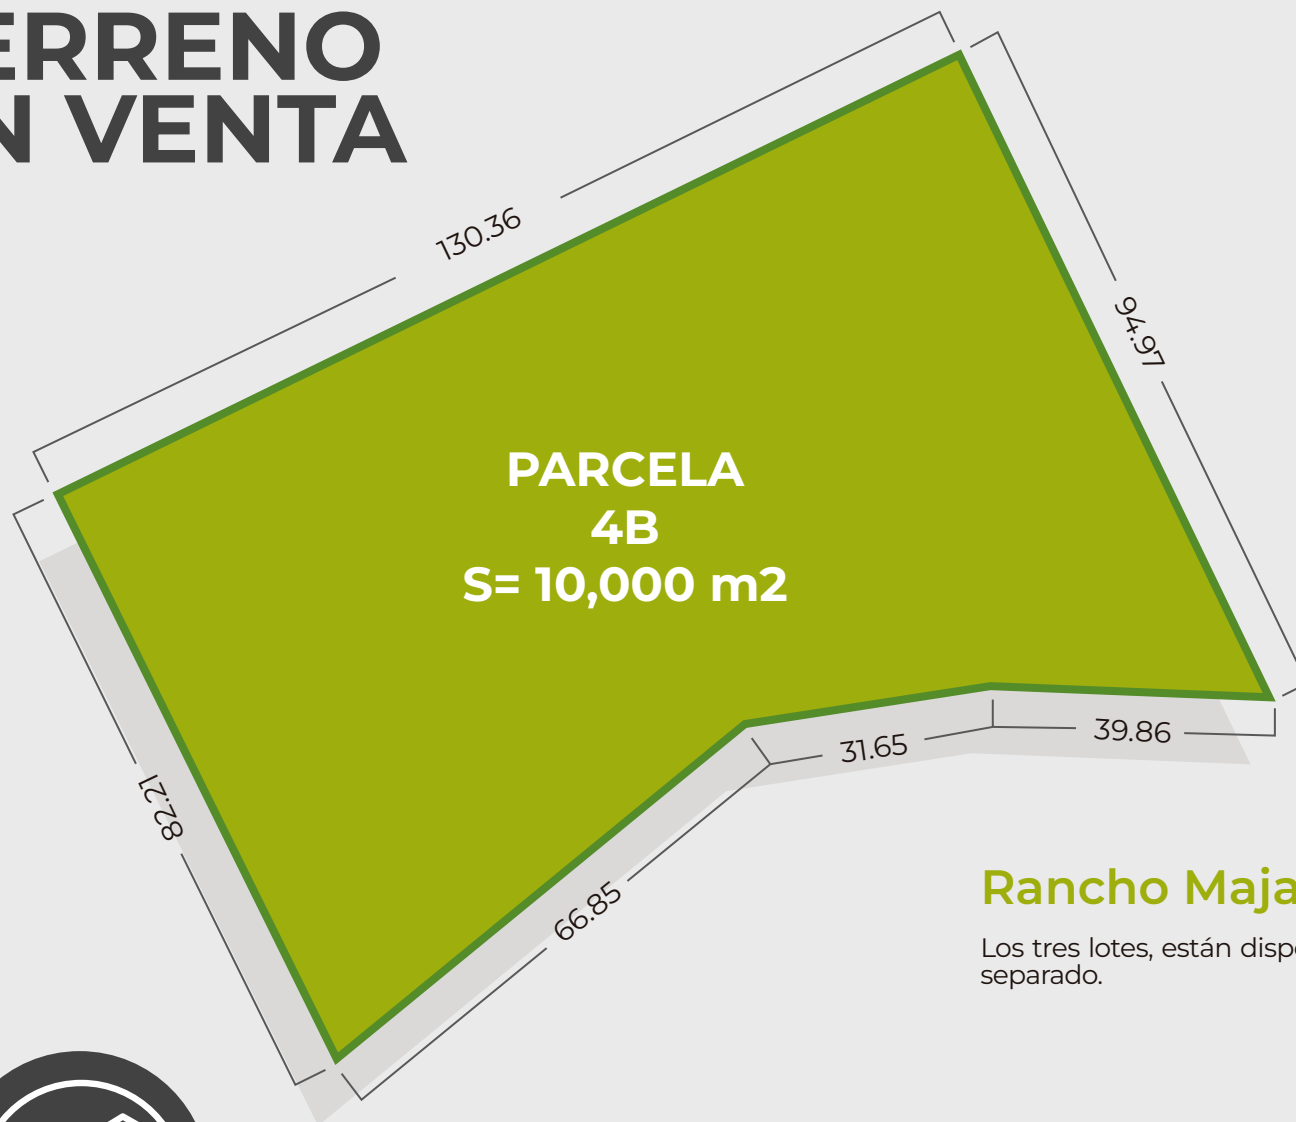 ERRENO
N VENTA
130.36
94.97
PARCELA
4B
S= 10,000 m2
82.21
66.85
31.65
39.86
Rancho Maja
Los tres lotes, están disp
separado.